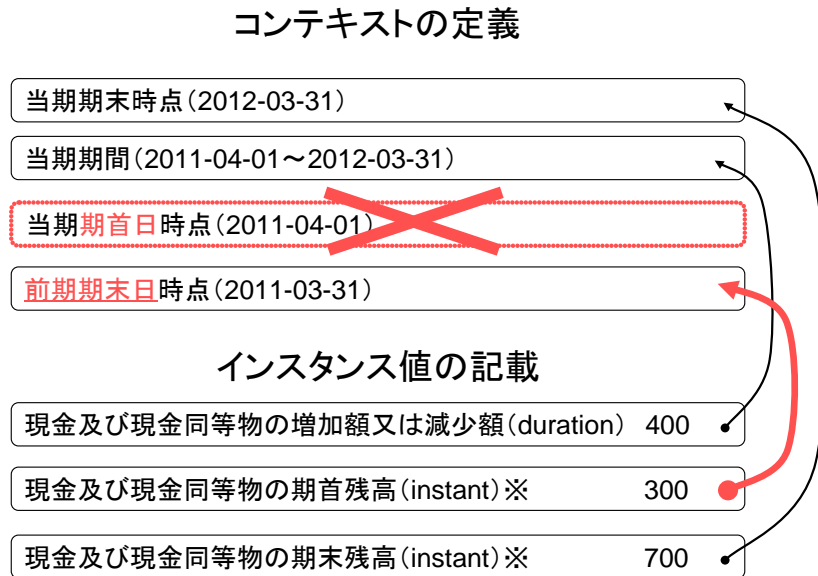 コンテキストの定義
当期期末時点(2012-03-31)
当期期間(2011-04-01～2012-03-31)
当期期首日時点(2011-04-01)
前期期末日時点(2011-03-31)
インスタンス値の記載
現金及び現金同等物の増加額又は減少額(duration) 400
現金及び現金同等物の期首残高(instant)※ 300
現金及び現金同等物の期末残高(instant)※ 700